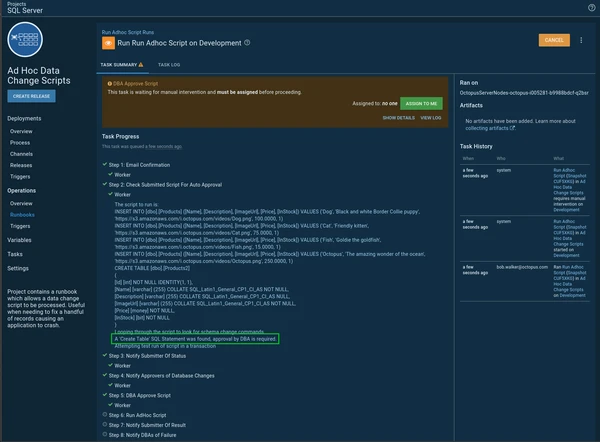 Projects
SQL Server
Ad Hoc Data
Change Scripts
CREATE RELEASE
Deployments
Overview
Process
Channels
Releases
Triggers
Operations
Overview
Runbooks
Triggers
Variables
Tasks
Settings
Project contains a runbook
which allows a data change
script to be processed. Useful
when needing to fix a handful
of records causing an
application to crash.
Run Adhoc Script Runs
Run Run Adhoc Script on Development
CANCEL
TASK SUMMARY
TASK LOG
DBA Approve Script
This task is waiting for manual intervention and must be assigned before proceeding.
Assigned to: no one
ASSIGN TO ME
SHOW DETAILS
VIEW LOG
Task Progress
This task was queued a few seconds ago.
Step 1: Email Confirmation
Worker
Step 2: Check Submitted Script For Auto Approval
Worker
The script to run is:
INSERT INTO [dbo].[Products] ([Name], [Description], [ImageUrl], [Price], [InStock]) VALUES ('Dog', 'Black and white Border Collie puppy',
'https://s3.amazonaws.com/i.octopus.com/videos/Dog.png', 100.0000, 1)
INSERT INTO [dbo].[Products] ([Name], [Description], [ImageUrl], [Price], [InStock]) VALUES ('Cat', 'Friendly kitten',
'https://s3.amazonaws.com/i.octopus.com/videos/Cat.png', 75.0000, 1)
INSERT INTO [dbo].[Products] ([Name], [Description], [ImageUrl], [Price], [InStock]) VALUES ('Fish', 'Goldie the goldfish',
'https://s3.amazonaws.com/i.octopus.com/videos/Fish.png', 15.0000, 1)
INSERT INTO [dbo].[Products] ([Name], [Description], [ImageUrl], [Price], [InStock]) VALUES ('Octopus', 'The amazing wonder of the ocean',
'https://s3.amazonaws.com/i.octopus.com/videos/Octopus.png', 250.0000, 1)
CREATE TABLE [dbo].[Products2]
(
[Id] [int] NOT NULL IDENTITY(1, 1),
[Name] [varchar] (255) COLLATE SQL_Latin1_General_CP1_CI_AS NOT NULL,
[Description] [varchar] (255) COLLATE SQL_Latin1_General_CP1_CI_AS NOT NULL,
[ImageUrl] [varchar] (255) COLLATE SQL_Latin1_General_CP1_CI_AS NOT NULL,
[Price] [money] NOT NULL,
[InStock] [bit] NOT NULL
)
Looping through the script to look for schema change commands
A 'Create Table' SQL Statement was found, approval by DBA is required.
Attempting test run of script in a transaction
Step 3: Notify Submitter Of Status
Worker
Step 4: Notify Approvers of Database Changes
Worker
Step 5: DBA Approve Script
Worker
Step 6: Run AdHoc Script
Step 7: Notify Submitter Of Result
Step 8: Notify DBAs of Failure
Ran on
OctopusServerNodes-octopus-i005281-b9988bdcf-q2bsr
Artifacts
No artifacts have been added. Learn more about
collecting artifacts.
Task History
When
Who
What
a few
seconds ago
system
Run Adhoc
Script (Snapshot
) in Ad
Hoc Data
Change Scripts
requires manual
intervention on
Development
a few
seconds ago
system
Run Adhoc
Script (Snapshot
) in Ad
Hoc Data
Change Scripts
started on
Development
a few
seconds ago
bob.walker@octopus.com
Ran Run Adhoc
Script in Ad Hoc
Data Change
Scripts on
Development